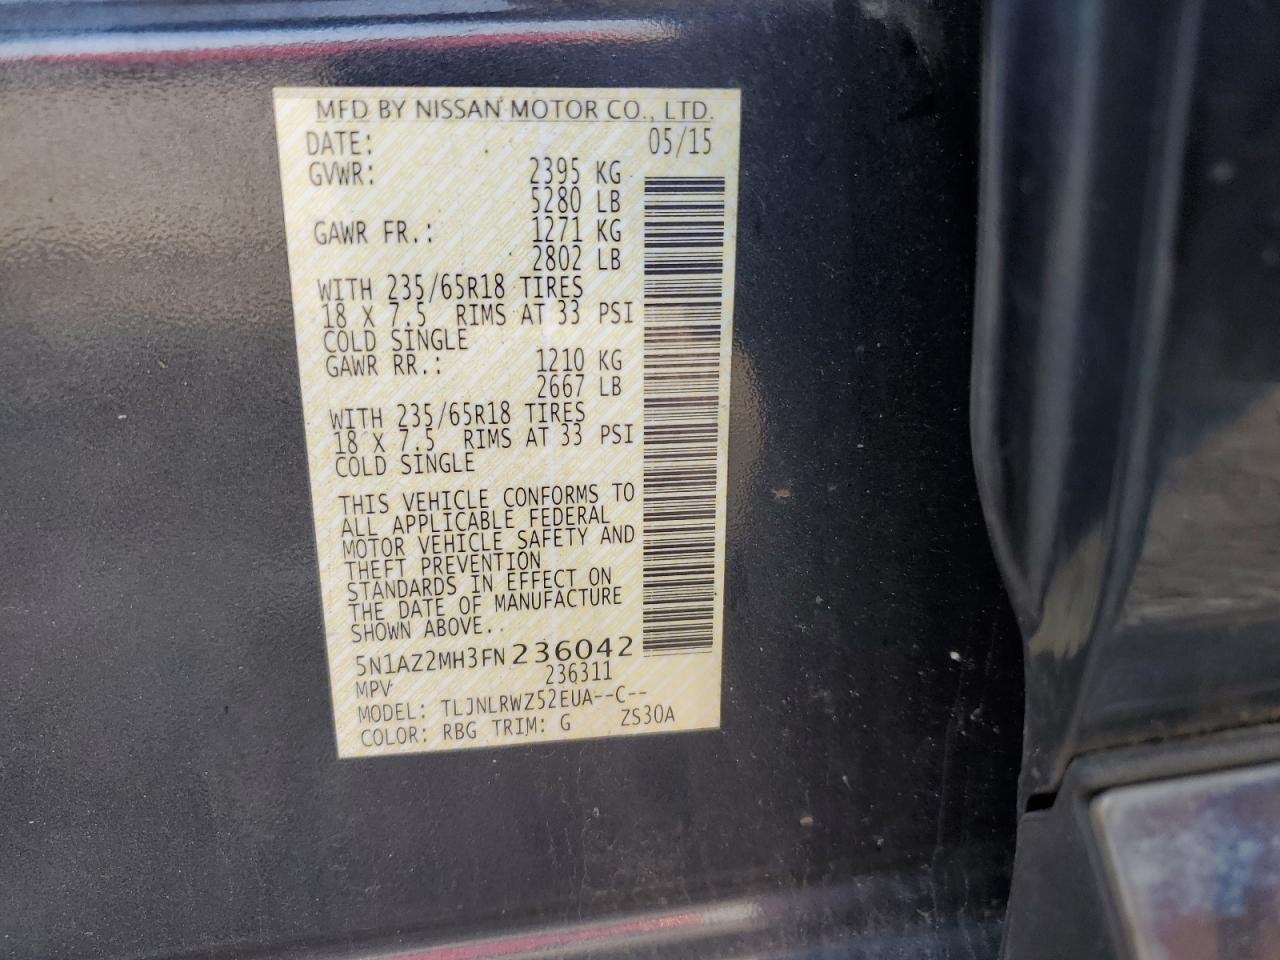 MFD BY NISSAN MOTOR CO., LTD.
DATE: 05/15
GVWR: 2395 KG
5280 LB
GAWR FR.: 1271 KG
2802 LB
WITH 235/65R18 TIRES
18 X 7.5 RIMS AT 33 PSI
COLD SINGLE
GAWR RR.: 1210 KG
2667 LB
WITH 235/65R18 TIRES
18 X 7.5 RIMS AT 33 PSI
COLD SINGLE
THIS VEHICLE CONFORMS TO
ALL APPLICABLE FEDERAL
MOTOR VEHICLE SAFETY AND
THEFT PREVENTION
STANDARDS IN EFFECT ON
THE DATE OF MANUFACTURE
SHOWN ABOVE.
5N1AZ2MH3FN236042
236311
MPV
MODEL: TLJNLRWZ52EUA--C--
COLOR: RBG TRIM: G ZS30A